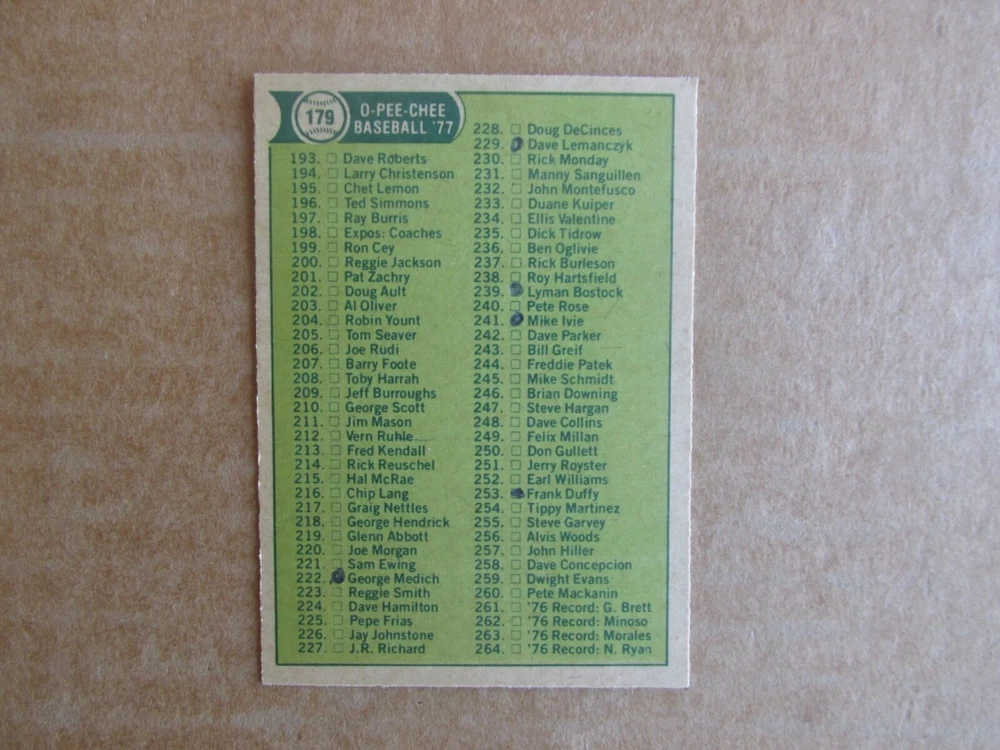 179
O-PEE-CHEE
BASEBALL '77
193. Dave Roberts
194. Larry Christenson
195. Chet Lemon
196. Ted Simmons
197. Ray Burris
198. Expos: Coaches
199. Ron Cey
200. Reggie Jackson
201. Pat Zachry
202. Doug Ault
203. Al Oliver
204. Robin Yount
205. Tom Seaver
206. Joe Rudi
207. Barry Foote
208. Toby Harrah
209. Jeff Burroughs
210. George Scott
211. Jim Mason
212. Vern Ruhle
213. Fred Kendall
214. Rick Reuschel
215. Hal McRae
216. Chip Lang
217. Graig Nettles
218. George Hendrick
219. Glenn Abbott
220. Joe Morgan
221. Sam Ewing
222. George Medich
223. Reggie Smith
224. Dave Hamilton
225. Pepe Frias
226. Jay Johnstone
227. J.R. Richard
228. Doug DeCinces
229. Dave Lemanczyk
230. Rick Monday
231. Manny Sanguillen
232. John Montefusco
233. Duane Kuiper
234. Ellis Valentine
235. Dick Tidrow
236. Ben Oglivie
237. Rick Burleson
238. Roy Hartsfield
239. Lyman Bostock
240. Pete Rose
241. Mike Ivie
242. Dave Parker
243. Bill Greif
244. Freddie Patek
245. Mike Schmidt
246. Brian Downing
247. Steve Hargan
248. Dave Collins
249. Felix Millan
250. Don Gullett
251. Jerry Royster
252. Earl Williams
253. Frank Duffy
254. Tippy Martinez
255. Steve Garvey
256. Alvis Woods
257. John Hiller
258. Dave Concepcion
259. Dwight Evans
260. Pete Mackanin
261. '76 Record: G. Brett
262. '76 Record: Minoso
263. '76 Record: Morales
264. '76 Record: N. Ryan